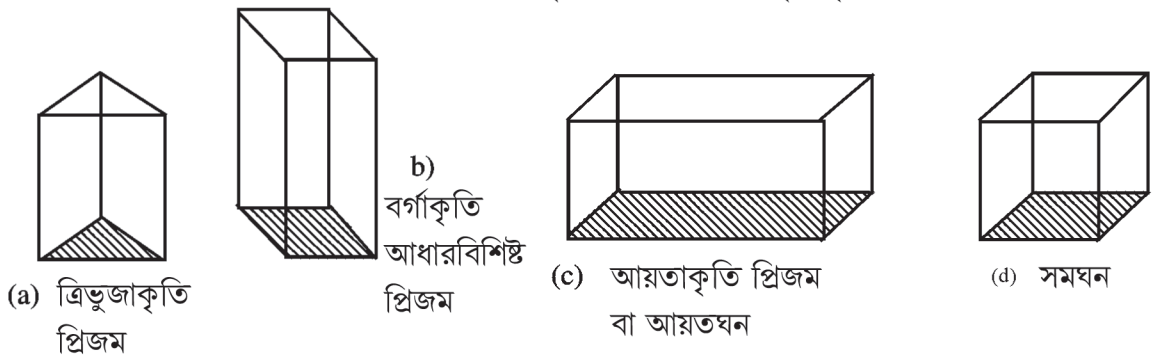 (a) ত্রিভুজাকৃতি
প্রিজম
b)
বর্গাকৃতি
আধারবিশিষ্ট
প্রিজম
(c) আয়তাকৃতি প্রিজম
বা আয়তঘন
(d) সমঘন